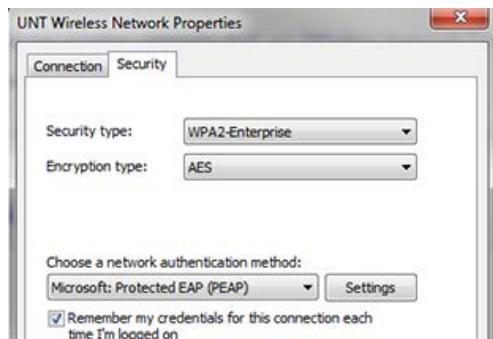 UNT Wireless Network Properties
Connection
Security
Security type:
WPA2-Enterprise
Encryption type:
AES
Choose a network authentication method:
Microsoft: Protected EAP (PEAP)
Settings
Remember my credentials for this connection each
time I'm logged on